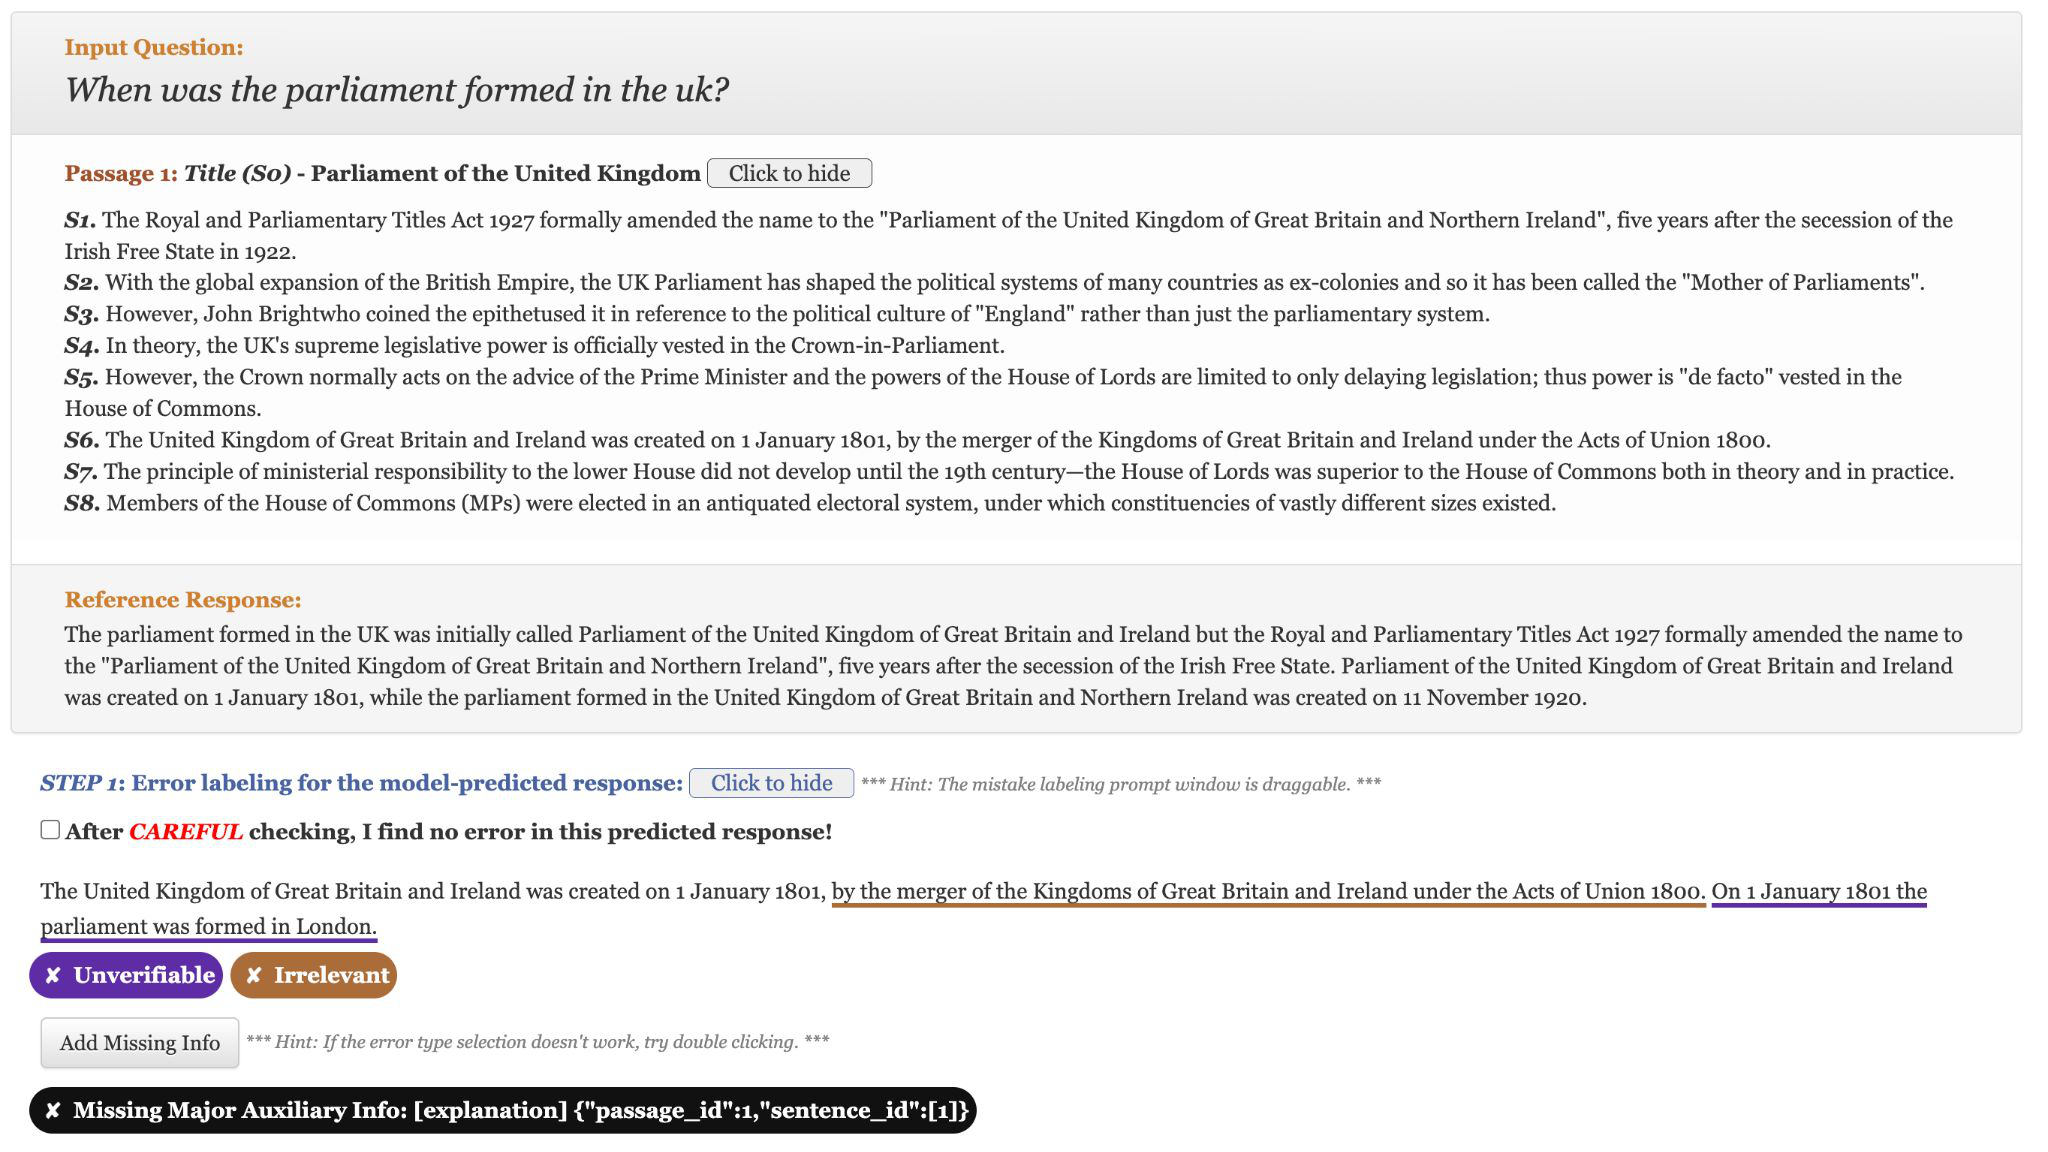 Input Question:
When was the parliament formed in the uk?
Passage 1: Title (S0) - Parliament of the United Kingdom Click to hide
S1. The Royal and Parliamentary Titles Act 1927 formally amended the name to the "Parliament of the United Kingdom of Great Britain and Northern Ireland", five years after the secession of the
Irish Free State in 1922.
S2. With the global expansion of the British Empire, the UK Parliament has shaped the political systems of many countries as ex-colonies and so it has been called the "Mother of Parliaments".
S3. However, John Brightwho coined the epithetused it in reference to the political culture of "England" rather than just the parliamentary system.
S4. In theory, the UK's supreme legislative power is officially vested in the Crown-in-Parliament.
S5. However, the Crown normally acts on the advice of the Prime Minister and the powers of the House of Lords are limited to only delaying legislation; thus power is "de facto" vested in the
House of Commons.
S6. The United Kingdom of Great Britain and Ireland was created on 1 January 1801, by the merger of the Kingdoms of Great Britain and Ireland under the Acts of Union 1800.
S7. The principle of ministerial responsibility to the lower House did not develop until the 19th century—the House of Lords was superior to the House of Commons both in theory and in practice.
S8. Members of the House of Commons (MPs) were elected in an antiquated electoral system, under which constituencies of vastly different sizes existed.
Reference Response:
The parliament formed in the UK was initially called Parliament of the United Kingdom of Great Britain and Ireland but the Royal and Parliamentary Titles Act 1927 formally amended the name to
the "Parliament of the United Kingdom of Great Britain and Northern Ireland", five years after the secession of the Irish Free State. Parliament of the United Kingdom of Great Britain and Ireland
was created on 1 January 1801, while the parliament formed in the United Kingdom of Great Britain and Northern Ireland was created on 11 November 1920.
STEP 1: Error labeling for the model-predicted response: Click to hide *** Hint: The mistake labeling prompt window is draggable. ***
After CAREFUL checking, I find no error in this predicted response!
The United Kingdom of Great Britain and Ireland was created on 1 January 1801, by the merger of the Kingdoms of Great Britain and Ireland under the Acts of Union 1800. On 1 January 1801 the
parliament was formed in London.
✘ Unverifiable ✘ Irrelevant
Add Missing Info *** Hint: If the error type selection doesn't work, try double clicking. ***
✘ Missing Major Auxiliary Info: [explanation] {"passage_id":1,"sentence_id":[1]}